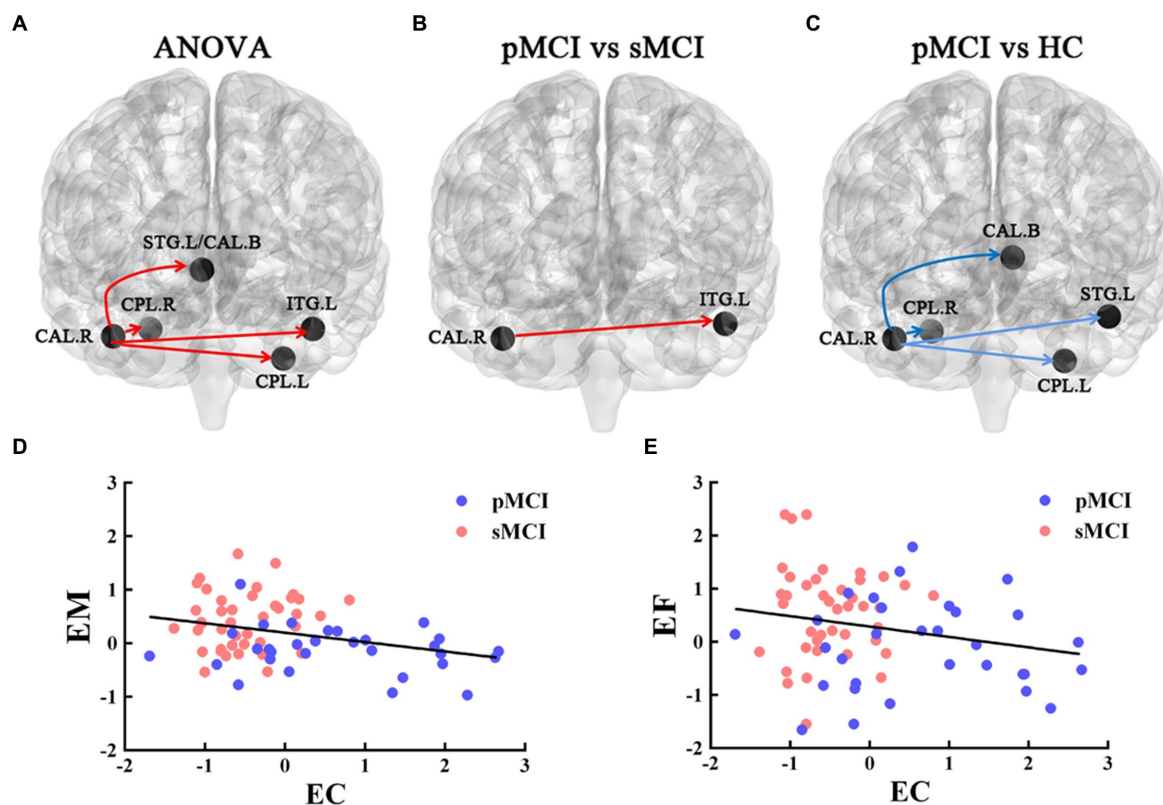 A
ANOVA
STG.L/CAL.B
CPL.R
ITG.L
CAL.R
CPL.L
B
pMCI vs sMCI
ITG.L
CAL.R
C
pMCI vs HC
CAL.B
STG.L
CPL.R
CAL.R
CPL.L
D
3
2
1
0
-1
-2
-2 -1 0 1 2 3
EM
EC
pMCI
sMCI
E
3
2
1
0
-1
-2
-2 -1 0 1 2 3
EF
EC
pMCI
sMCI